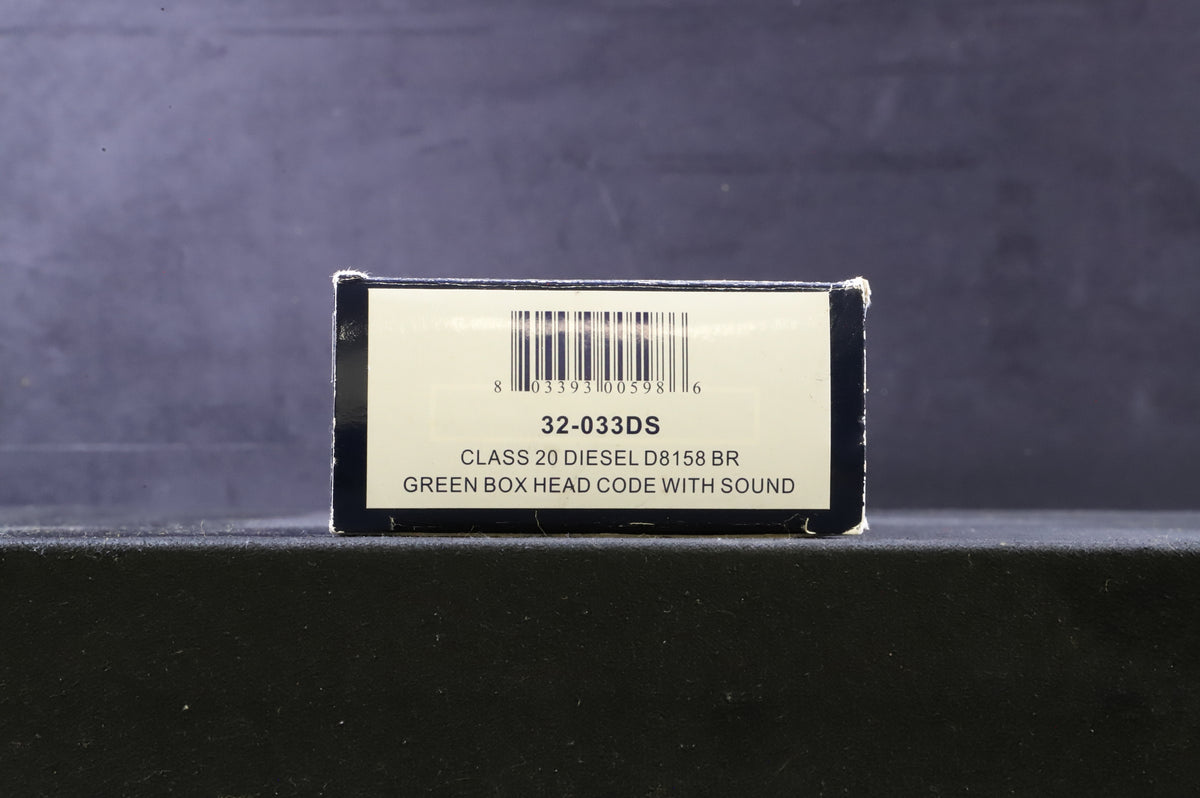 8 03393 00598 6
32-033DS
CLASS 20 DIESEL D8158 BR
GREEN BOX HEAD CODE WITH SOUND